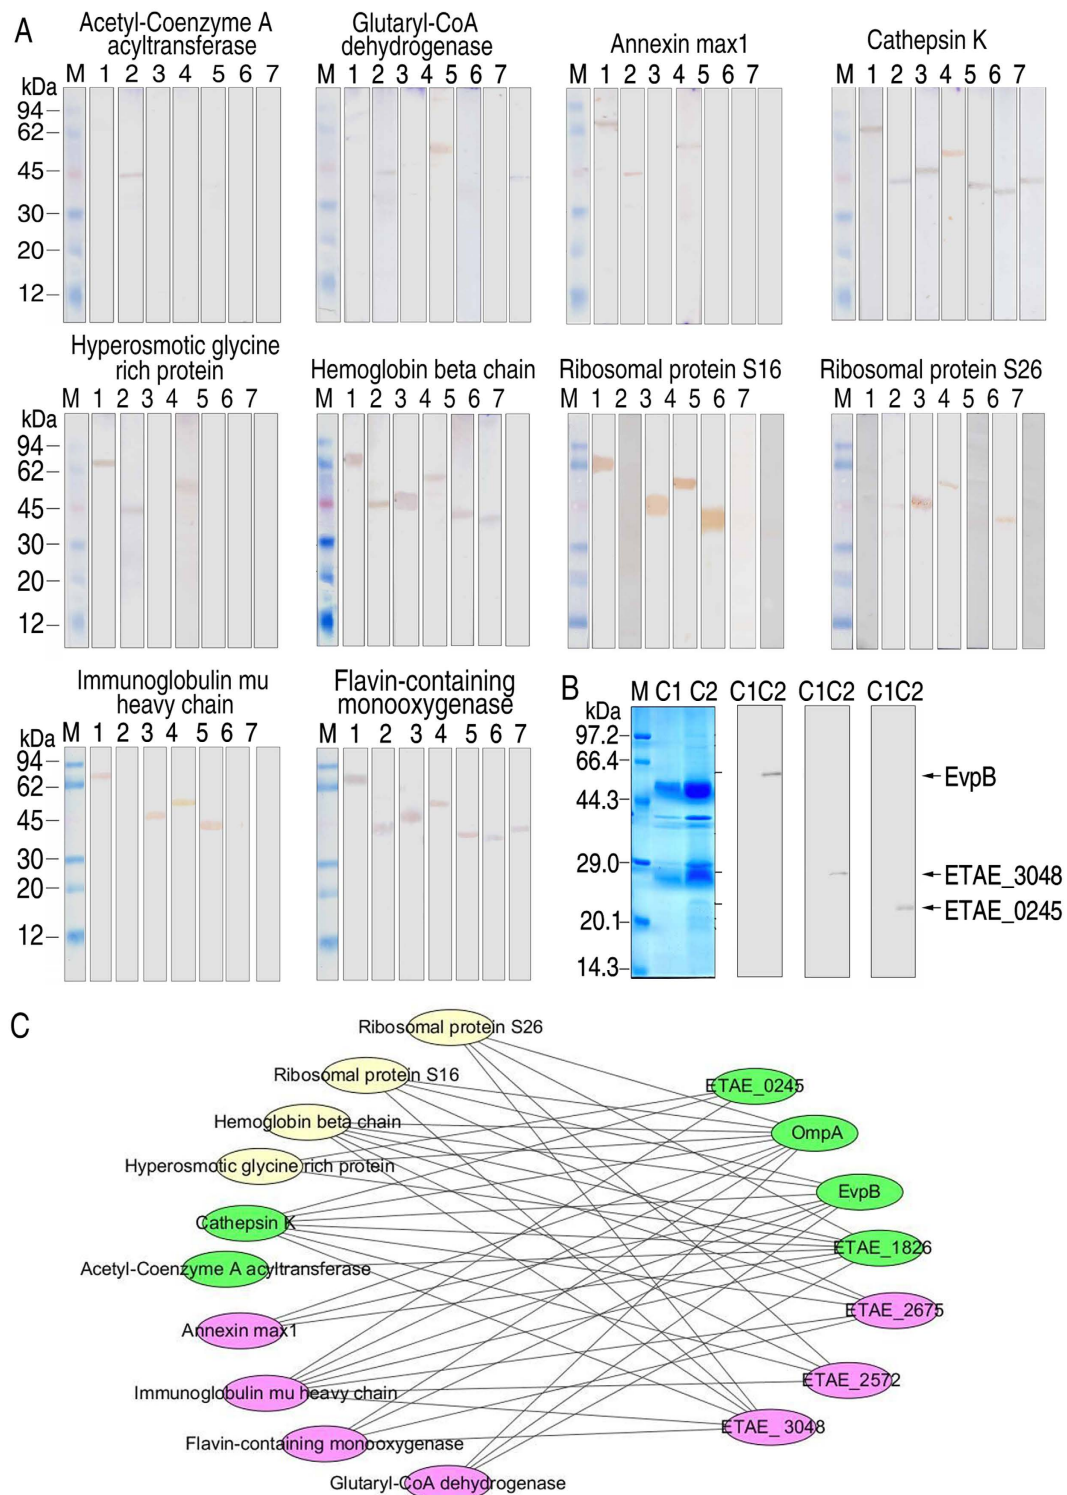 A
Acetyl-Coenzyme A
acyltransferase
M 1 2 3 4 5 6 7
kDa
94
62
45
30
20
12
Glutaryl-CoA
dehydrogenase
M 1 2 3 4 5 6 7
Annexin max1
M 1 2 3 4 5 6 7
Cathepsin K
M 1 2 3 4 5 6 7
Hyperosmotic glycine
rich protein
M 1 2 3 4 5 6 7
kDa
94
62
45
30
20
12
Hemoglobin beta chain
M 1 2 3 4 5 6 7
Ribosomal protein S16
M 1 2 3 4 5 6 7
Ribosomal protein S26
M 1 2 3 4 5 6 7
Immunoglobulin mu
heavy chain
M 1 2 3 4 5 6 7
kDa
94
62
45
30
20
12
Flavin-containing
monooxygenase
M 1 2 3 4 5 6 7
B
M C1 C2 C1C2 C1C2 C1C2
kDa
97.2
66.4
44.3
29.0
20.1
14.3
EvpB
ETAE_3048
ETAE_0245
C
Ribosomal protein S26
Ribosomal protein S16
Hemoglobin beta chain
Hyperosmotic glycine rich protein
Cathepsin K
Acetyl-Coenzyme A acyltransferase
Annexin max1
Immunoglobulin mu heavy chain
Flavin-containing monooxygenase
Glutaryl-CoA dehydrogenase
ETAE_0245
OmpA
EvpB
ETAE_1826
ETAE_2675
ETAE_2572
ETAE_3048